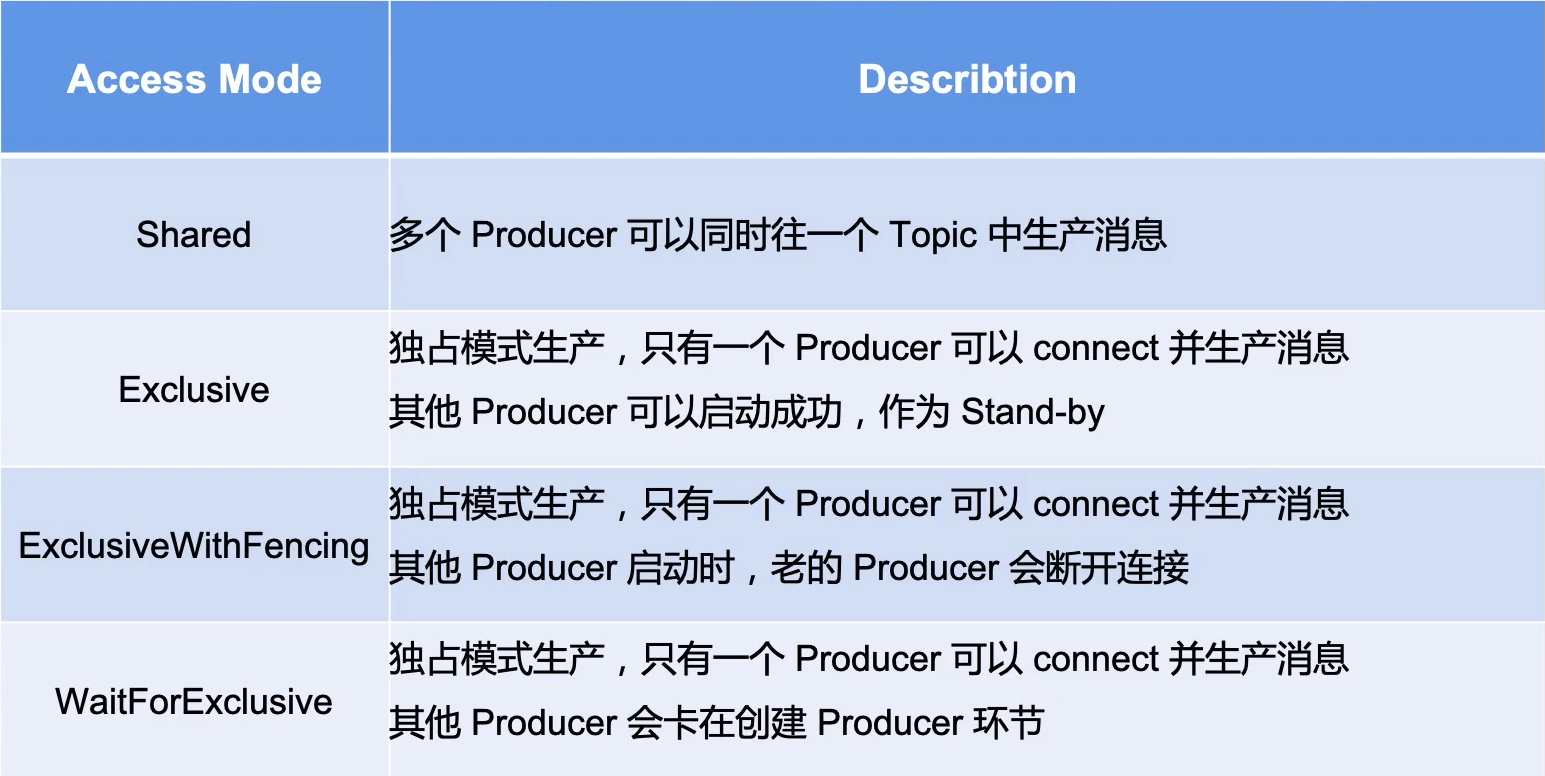 Access Mode
Describtion
Shared
多个 Producer 可以同时往一个 Topic 中生产消息
Exclusive
独占模式生产，只有一个 Producer 可以 connect 并生产消息
其他 Producer 可以启动成功，作为 Stand-by
ExclusiveWithFencing
独占模式生产，只有一个 Producer 可以 connect 并生产消息
其他 Producer 启动时，老的 Producer 会断开连接
WaitForExclusive
独占模式生产，只有一个 Producer 可以 connect 并生产消息
其他 Producer 会卡在创建 Producer 环节